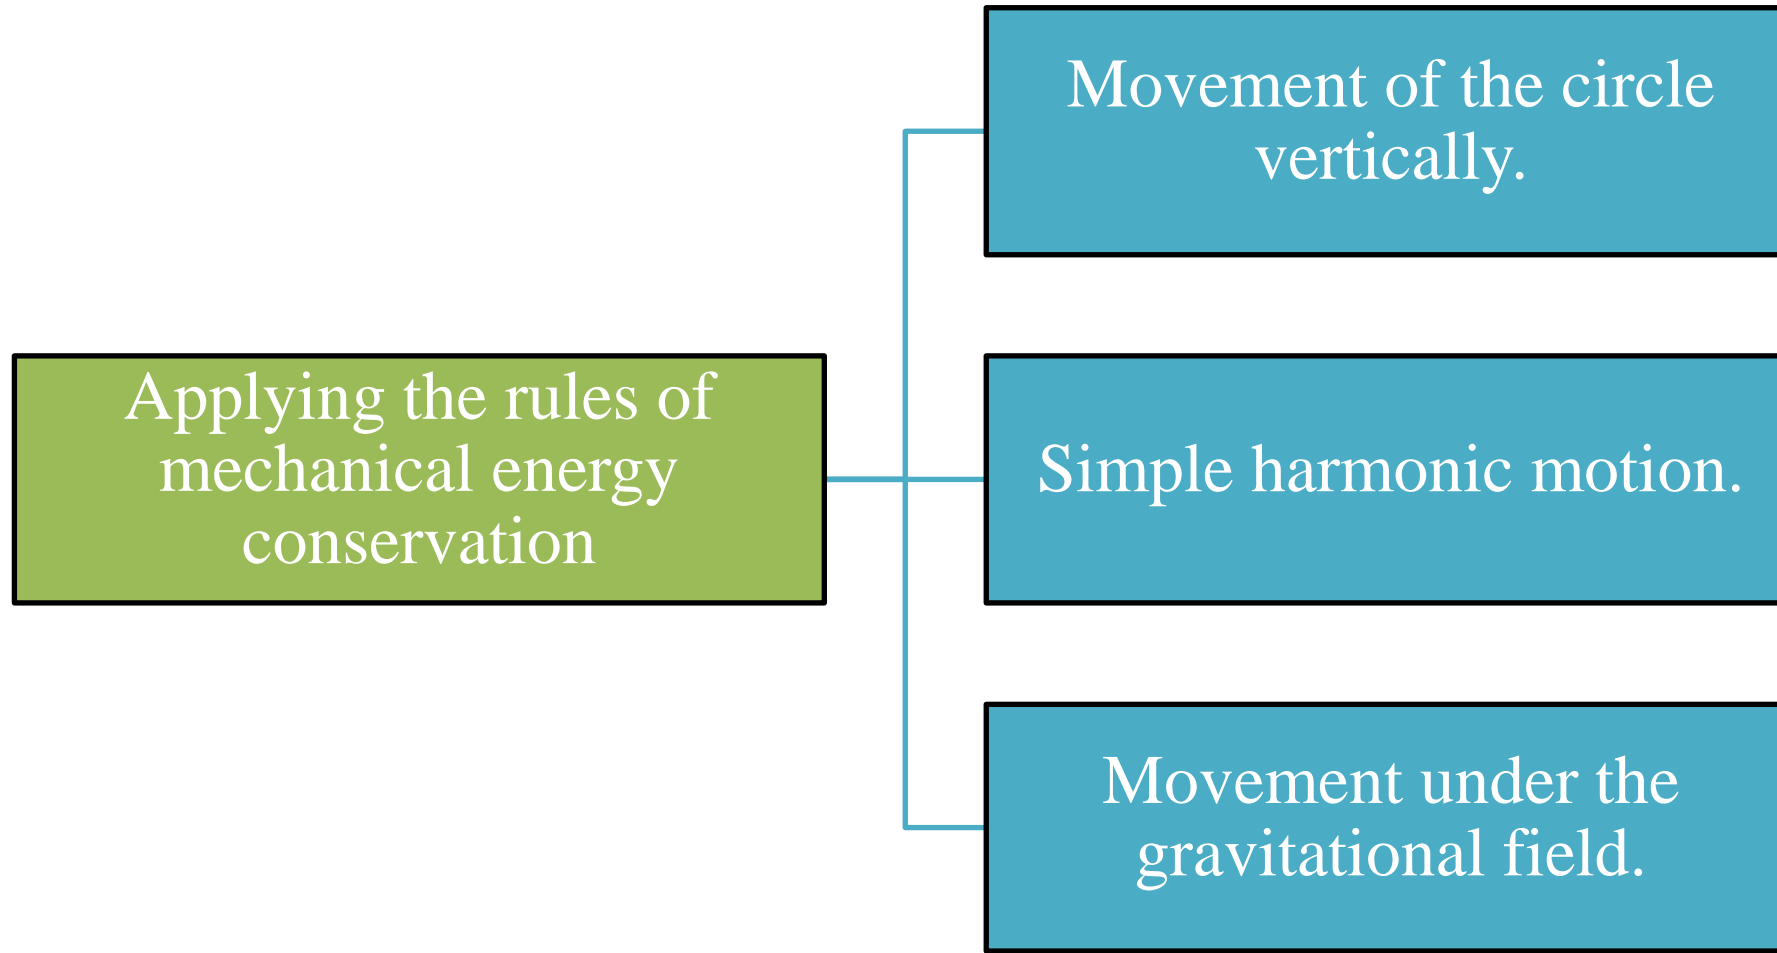 Movement of the circle
vertically.
Applying the rules of
mechanical energy
conservation
Simple harmonic motion.
Movement under the
gravitational field.